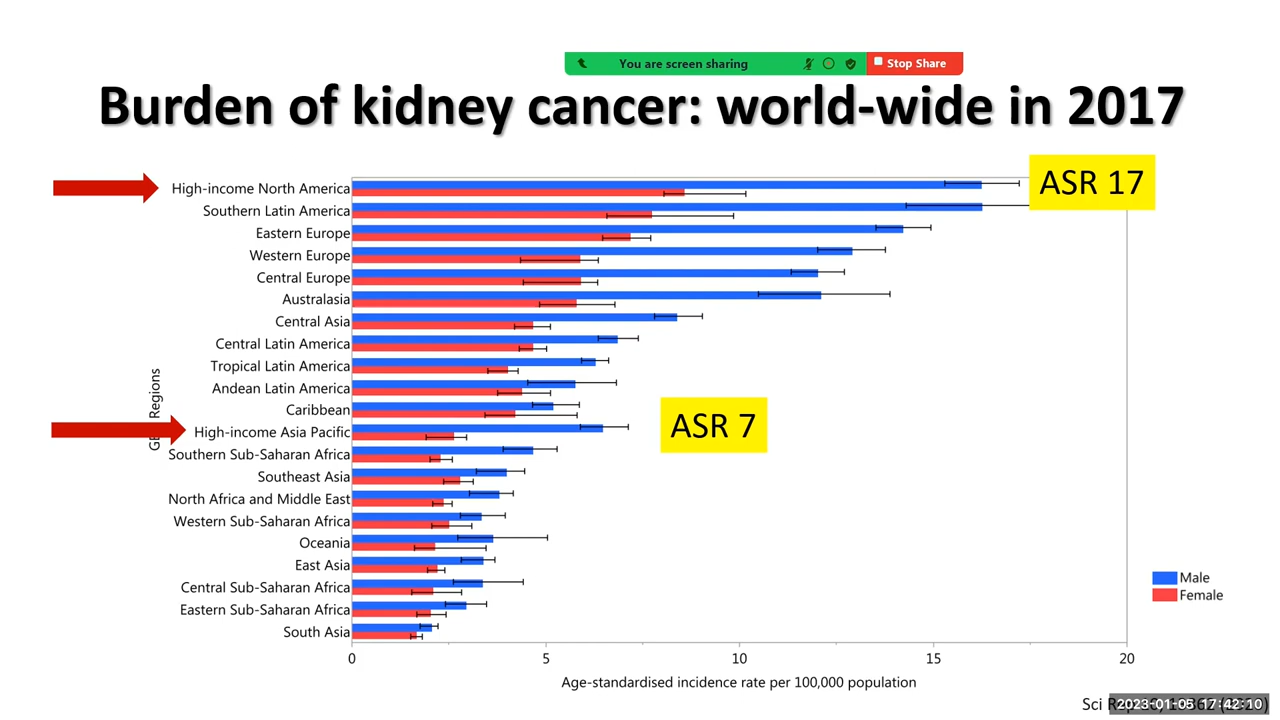 You are screen sharing
Stop Share
Burden of kidney cancer: world-wide in 2017
High-income North America
ASR 17
Southern Latin America
Eastern Europe
Western Europe
Central Europe
Australasia
Central Asia
Central Latin America
Tropical Latin America
Andean Latin America
Caribbean
High-income Asia Pacific
ASR 7
Southern Sub-Saharan Africa
Southeast Asia
North Africa and Middle East
Western Sub-Saharan Africa
Oceania
East Asia
Central Sub-Saharan Africa
Eastern Sub-Saharan Africa
South Asia
Regions
Male
Female
0 5 10 15 20
Age-standardised incidence rate per 100,000 population
Sci
2023-01-05 17:42:10